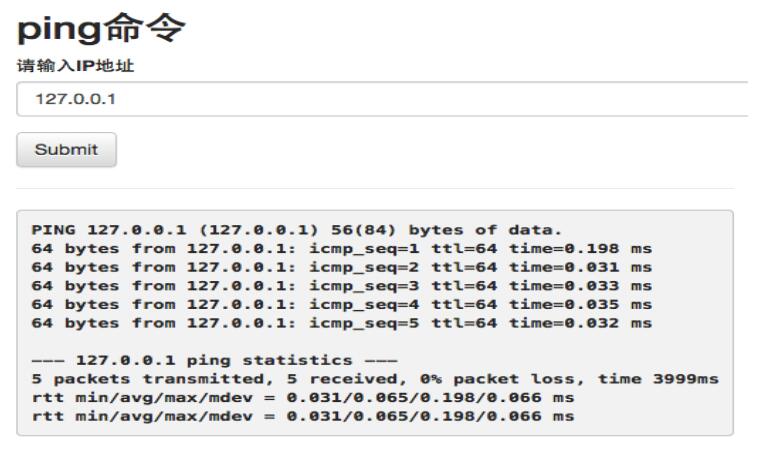 ping命令
请输入IP地址
127.0.0.1
Submit
PING 127.0.0.1 (127.0.0.1) 56(84) bytes of data.
64 bytes from 127.0.0.1: icmp_seq=1 ttl=64 time=0.198 ms
64 bytes from 127.0.0.1: icmp_seq=2 ttl=64 time=0.031 ms
64 bytes from 127.0.0.1: icmp_seq=3 ttl=64 time=0.033 ms
64 bytes from 127.0.0.1: icmp_seq=4 ttl=64 time=0.035 ms
64 bytes from 127.0.0.1: icmp_seq=5 ttl=64 time=0.032 ms
--- 127.0.0.1 ping statistics ---
5 packets transmitted, 5 received, 0% packet loss, time 3999ms
rtt min/avg/max/mdev = 0.031/0.065/0.198/0.066 ms
rtt min/avg/max/mdev = 0.031/0.065/0.198/0.066 ms